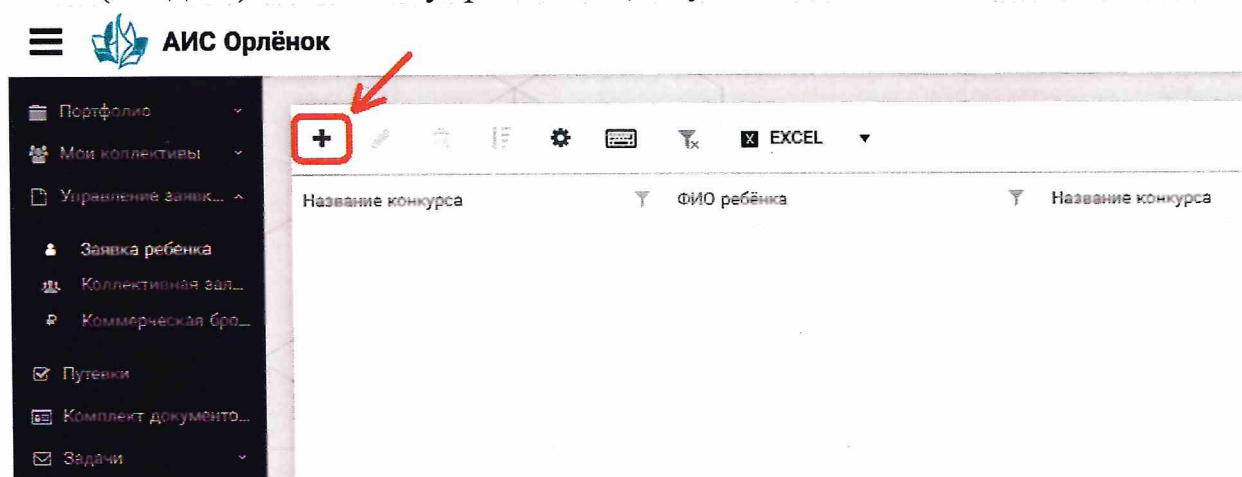 АИС Орлёнок
Портфолио
Мои коллективы
Управление заявк...
Заявка ребенка
Коллективная зая...
Коммерческая бро...
Путевки
Комплект документо...
Задачи
EXCEL
Название конкурса
ФИО ребёнка
Название конкурса